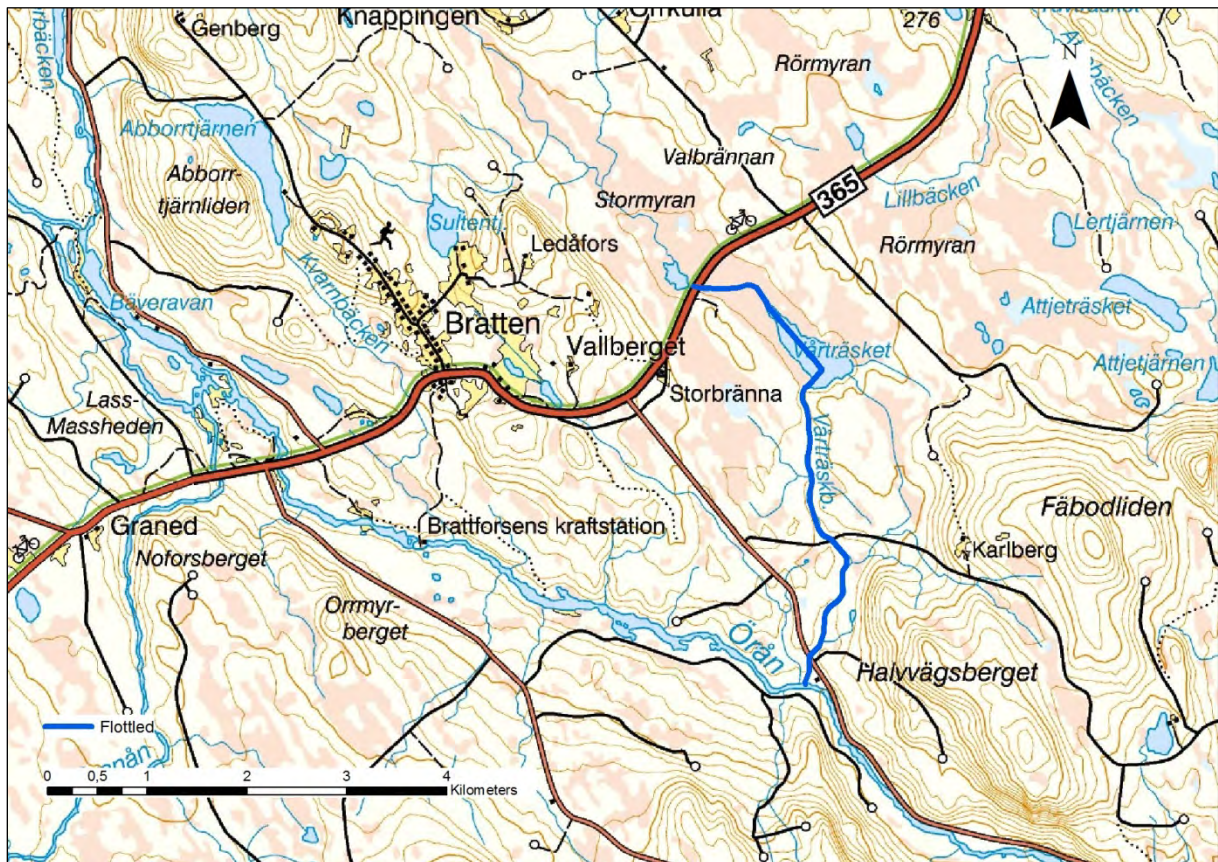 Knappingen
Genberg
276
Rörmyran
N
Abborrtjärnen
Valbrännan
Abborr-
tjärnliden
Stormyran
365
Lillbäcken
Sultentj.
Ledåfors
Rörmyran
Lertjärnen
Kvarnbäcken
Bäveravan
Bratten
Attjeträsket
Vallberget
Vårträsket
Attjetjärnen
Lass-
Massheden
Storbränna
Vårträskb.
Graned
Brattforsens kraftstation
Fäbodliden
Noforsberget
Karlberg
Orrmyr-
berget
Örån
Halvvägsberget
Flottled
0 0,5 1 2 3 4
Kilometers